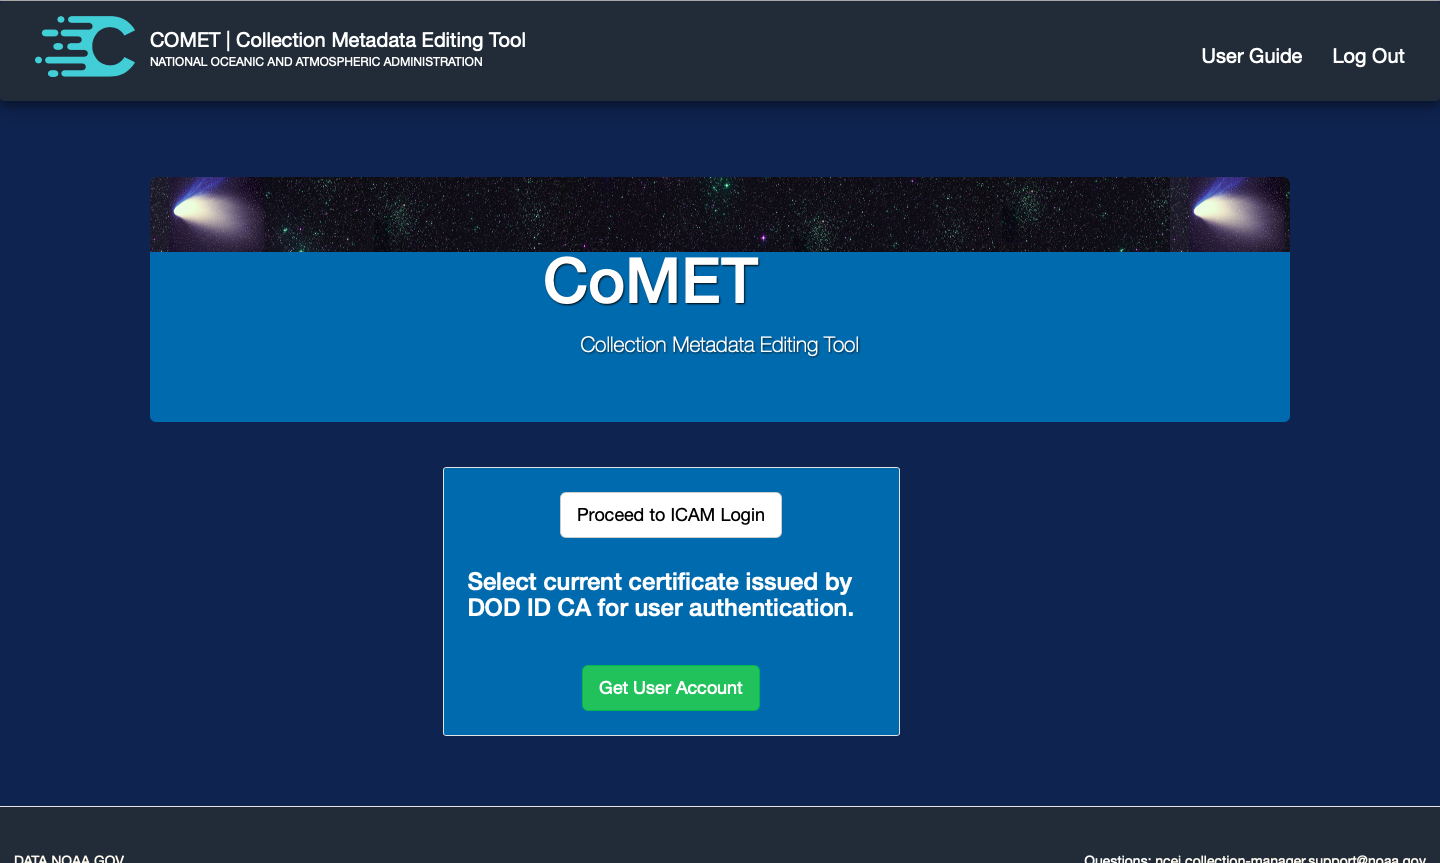 COMET | Collection Metadata Editing Tool
NATIONAL OCEANIC AND ATMOSPHERIC ADMINISTRATION
User Guide
Log Out
CoMET
Collection Metadata Editing Tool
Proceed to ICAM Login
Select current certificate issued by
DOD ID CA for user authentication.
Get User Account
DATA.NOAA.GOV
Questions: ncei.collection-manager.support@noaa.gov